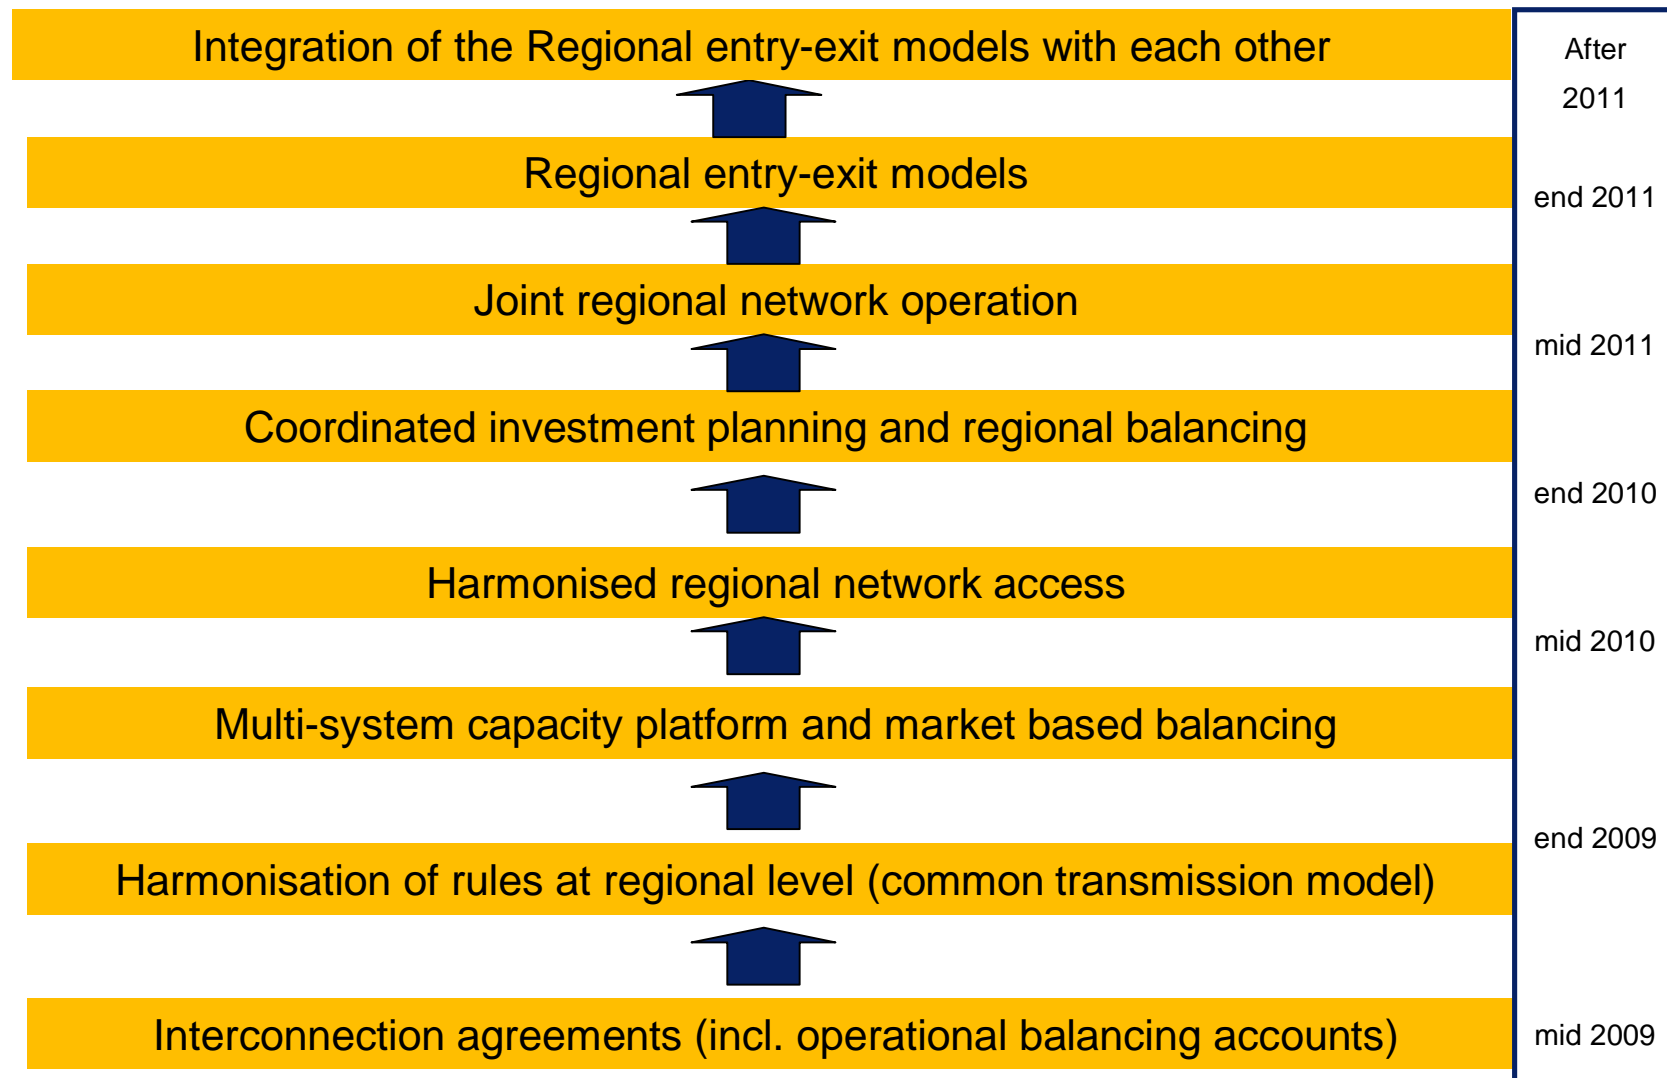 Integration of the Regional entry-exit models with each other
After
2011
Regional entry-exit models
end 2011
Joint regional network operation
mid 2011
Coordinated investment planning and regional balancing
end 2010
Harmonised regional network access
mid 2010
Multi-system capacity platform and market based balancing
end 2009
Harmonisation of rules at regional level (common transmission model)
Interconnection agreements (incl. operational balancing accounts)
mid 2009